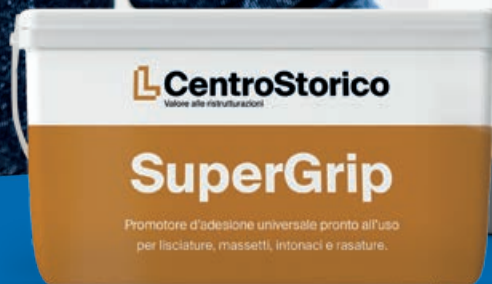 CentroStorico
Valore alle ristrutturazioni
SuperGrip
Promotore d'adesione universale pronto all'uso
per lisciature, massetti, intonaci e rasature.